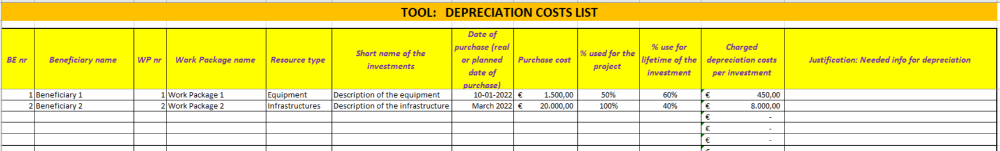 TOOL:   DEPRECIATION COSTS LIST
BE nr
Beneficiary name
WP nr
Work Package name
Resource type
Short name of the
investments
Date of
purchase (real
or planned
date of
purchase)
Purchase cost
% used for the
project
% use for
lifetime of the
investment
Charged
depreciation costs
per investment
Justification: Needed info for depreciation
1 Beneficiary 1 1 Work Package 1 Equipment Description of the equipment 10-01-2022 € 1.500,00 50% 60% € 450,00
2 Beneficiary 2 2 Work Package 2 Infrastructures Description of the infrastructure March 2022 € 20.000,00 100% 40% € 8.000,00
€ -
€ -
€ -